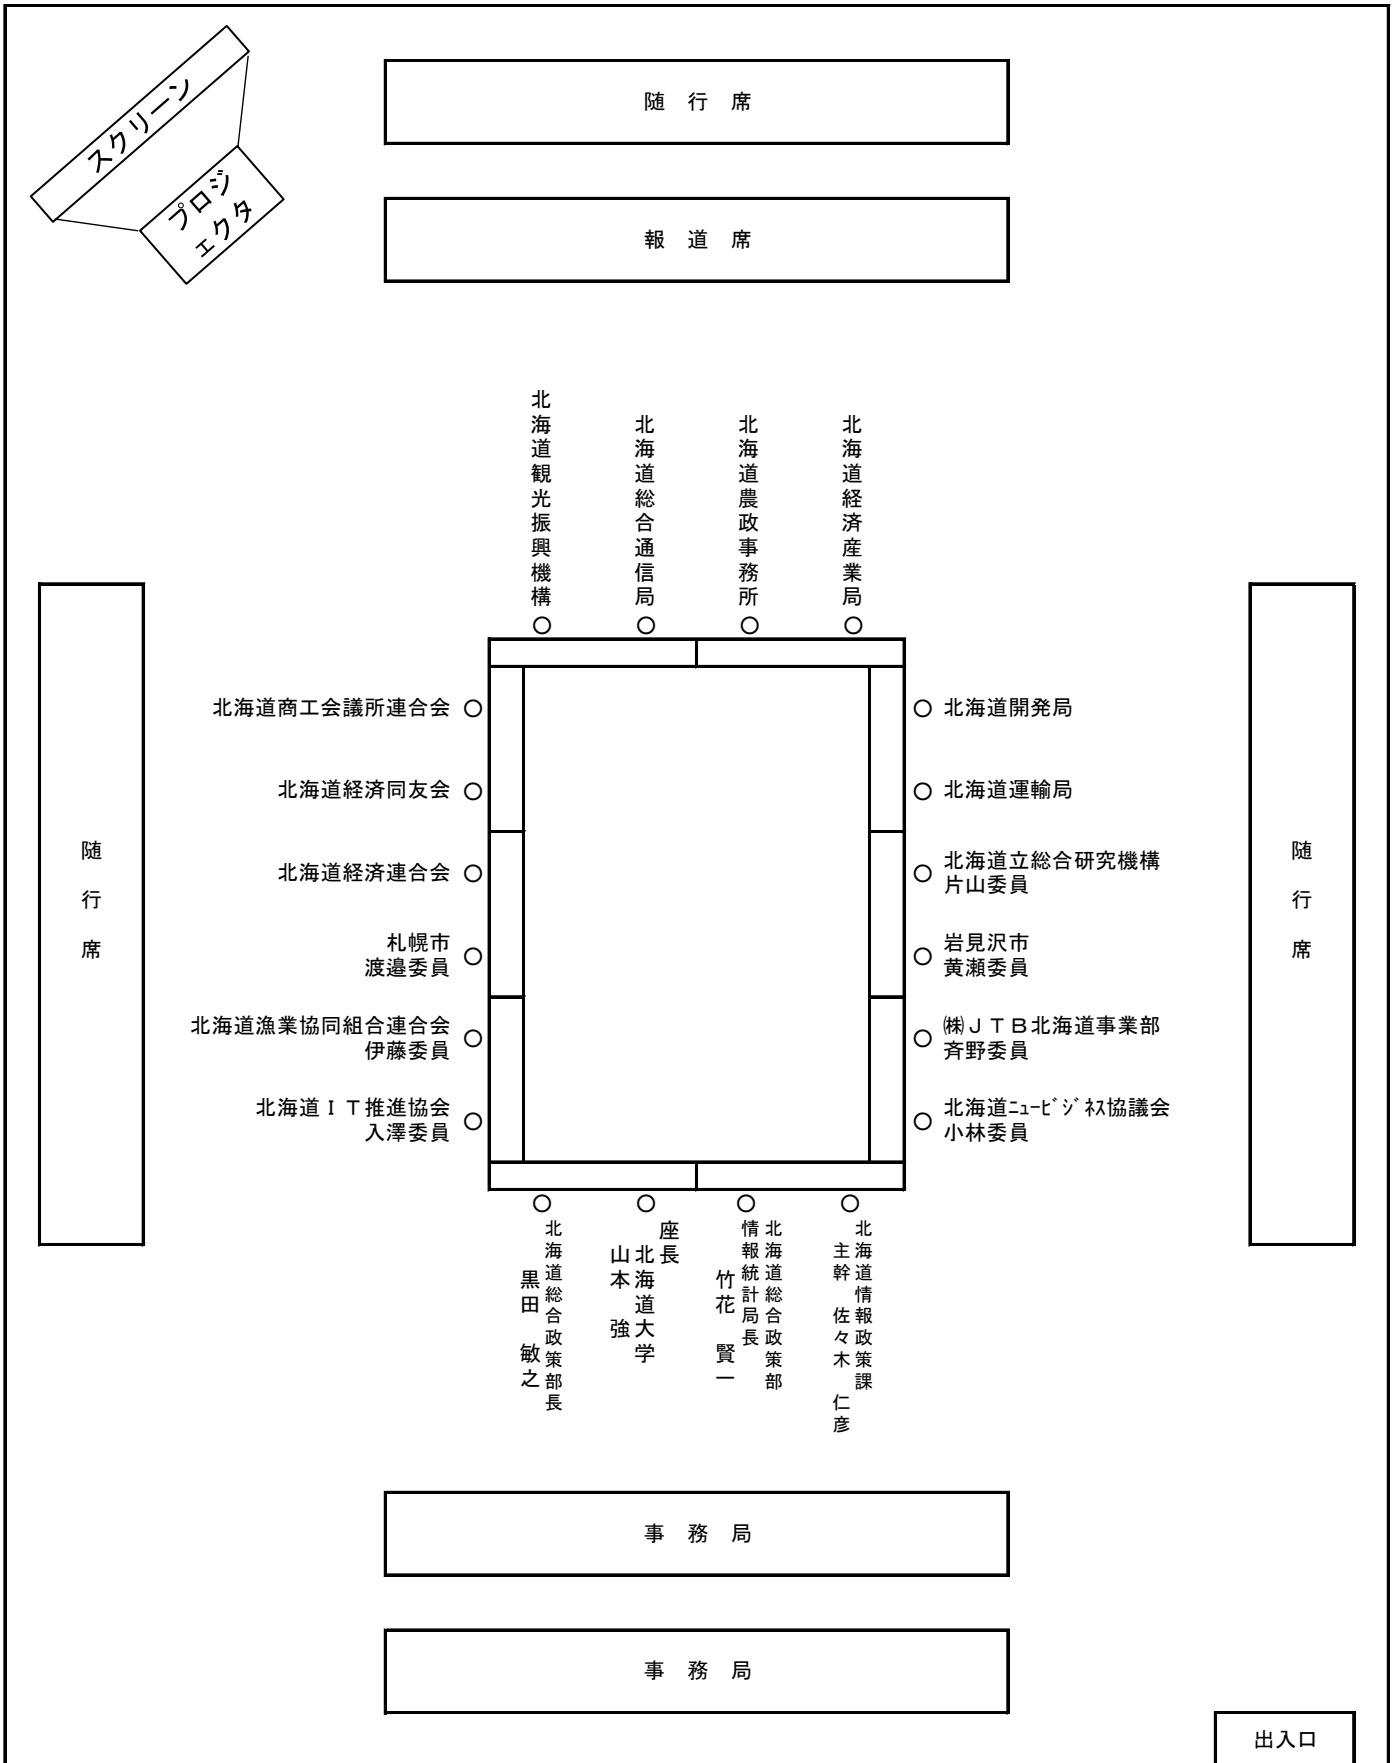 スクリーン
プロジ
ェクタ
随 行 席
報 道 席
北海道観光振興機構
北海道総合通信局
北海道農政事務所
北海道経済産業局
北海道商工会議所連合会
北海道経済同友会
北海道経済連合会
札幌市
渡邉委員
北海道漁業協同組合連合会
伊藤委員
北海道ＩＴ推進協会
入澤委員
北海道開発局
北海道運輸局
北海道立総合研究機構
片山委員
岩見沢市
黄瀬委員
㈱ＪＴＢ北海道事業部
斉野委員
北海道ﾆｭｰﾋﾞｼﾞﾈｽ協議会
小林委員
随 行 席
随 行 席
北海道総合政策部長
黒田 敏之
座長
北海道大学
山本 強
北海道総合政策部
情報統計局長
竹花 賢一
北海道情報政策課
主幹 佐々木 仁彦
事 務 局
事 務 局
出入口